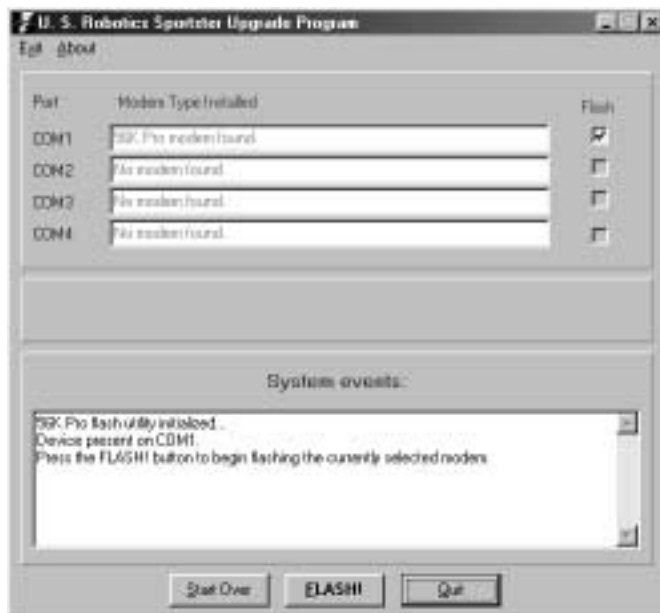 U. S. Robotics Sportster Upgrade Program
Exit About
Port Modem Type Installed Flash
COM1 56K Pro modem found.
COM2 No modem found.
COM3 No modem found.
COM4 No modem found.
System events:
56K Pro flash utility initialized...
Device present on COM1.
Press the FLASH! button to begin flashing the currently selected modem.
Start Over FLASH! Quit